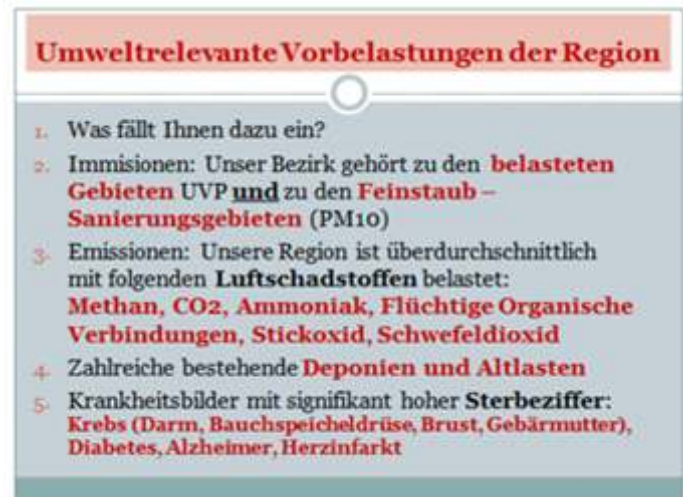 Umweltrelevante Vorbelastungen der Region
1. Was fällt Ihnen dazu ein?
2. Immisionen: Unser Bezirk gehört zu den belasteten
Gebieten UVP und zu den Feinstaub –
Sanierungsgebieten (PM10)
3. Emissionen: Unsere Region ist überdurchschnittlich
mit folgenden Luftschadstoffen belastet:
Methan, CO2, Ammoniak, Flüchtige Organische
Verbindungen, Stickoxid, Schwefeldioxid
4. Zahlreiche bestehende Deponien und Altlasten
5. Krankheitsbilder mit signifikant hoher Sterbeziffer:
Krebs (Darm, Bauchspeicheldrüse, Brust, Gebärmutter),
Diabetes, Alzheimer, Herzinfarkt